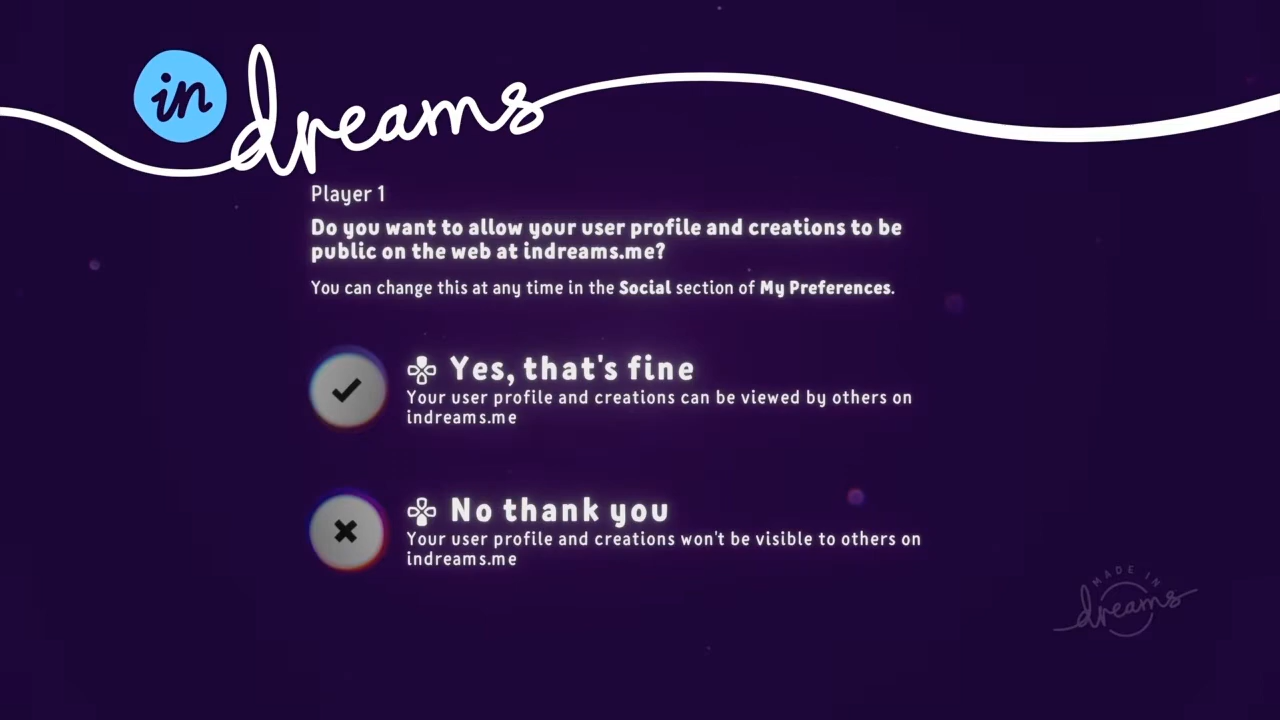 in dreams
Player 1
Do you want to allow your user profile and creations to be
public on the web at indreams.me?
You can change this at any time in the Social section of My Preferences.
Yes, that's fine
Your user profile and creations can be viewed by others on
indreams.me
No thank you
Your user profile and creations won't be visible to others on
indreams.me
MADE IN
dreams